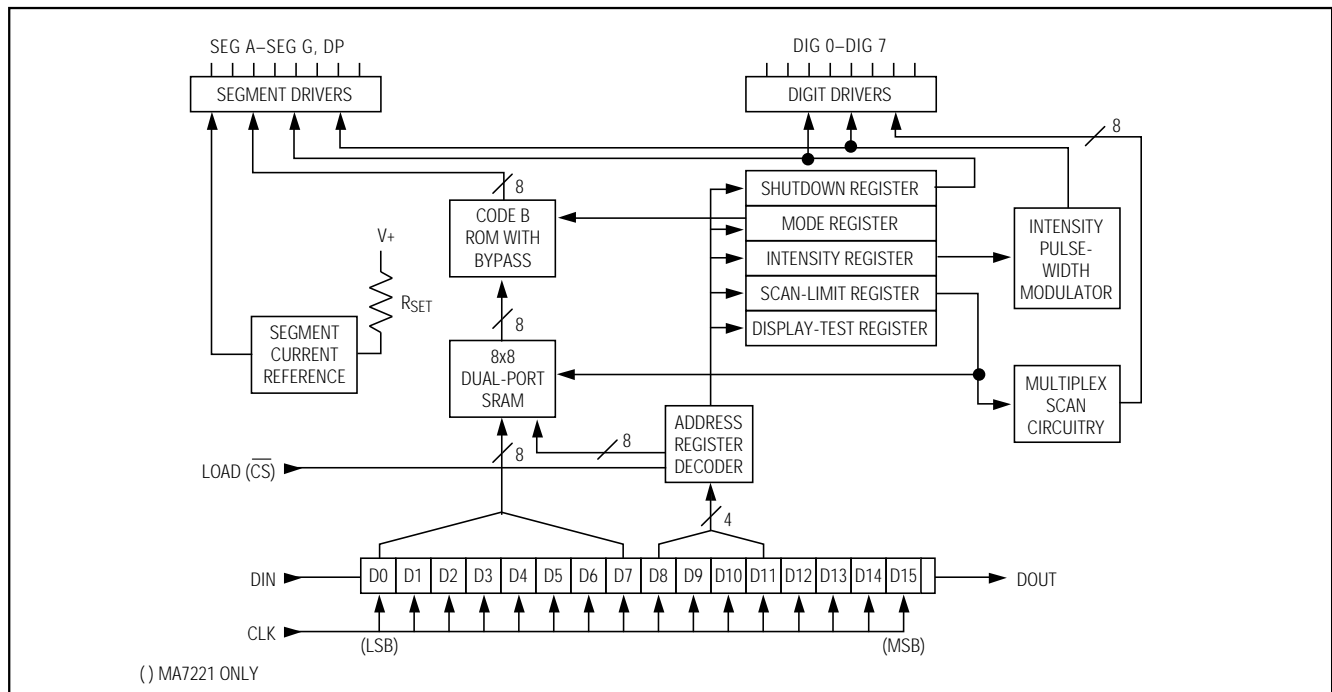 SEG A–SEG G, DP
DIG 0–DIG 7
SEGMENT DRIVERS
DIGIT DRIVERS
8
8
SHUTDOWN REGISTER
MODE REGISTER
INTENSITY REGISTER
SCAN-LIMIT REGISTER
DISPLAY-TEST REGISTER
CODE B
ROM WITH
BYPASS
INTENSITY
PULSE-
WIDTH
MODULATOR
V+
RSET
SEGMENT
CURRENT
REFERENCE
8
8x8
DUAL-PORT
SRAM
MULTIPLEX
SCAN
CIRCUITRY
ADDRESS
REGISTER
DECODER
8
8
LOAD (CS)
4
DIN
D0 D1 D2 D3 D4 D5 D6 D7 D8 D9 D10 D11 D12 D13 D14 D15
DOUT
CLK
(LSB)
(MSB)
( ) MA7221 ONLY